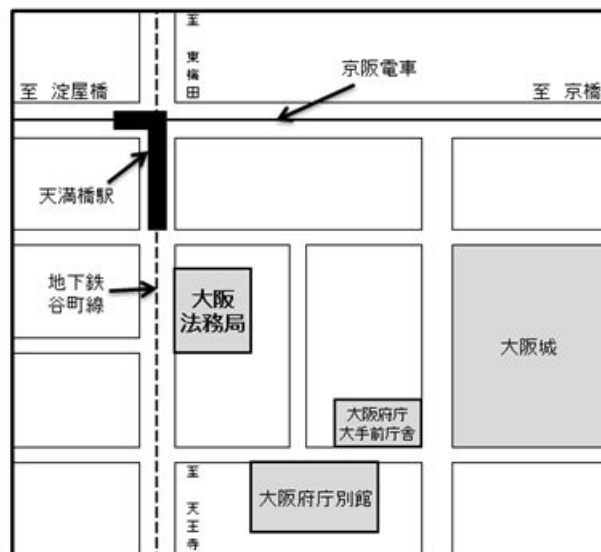 至 東梅田
京阪電車
至 淀屋橋
至 京橋
天満橋駅
地下鉄
谷町線
大阪
法務局
大阪城
大阪府庁
大手前庁舎
至 天王寺
大阪府庁別館